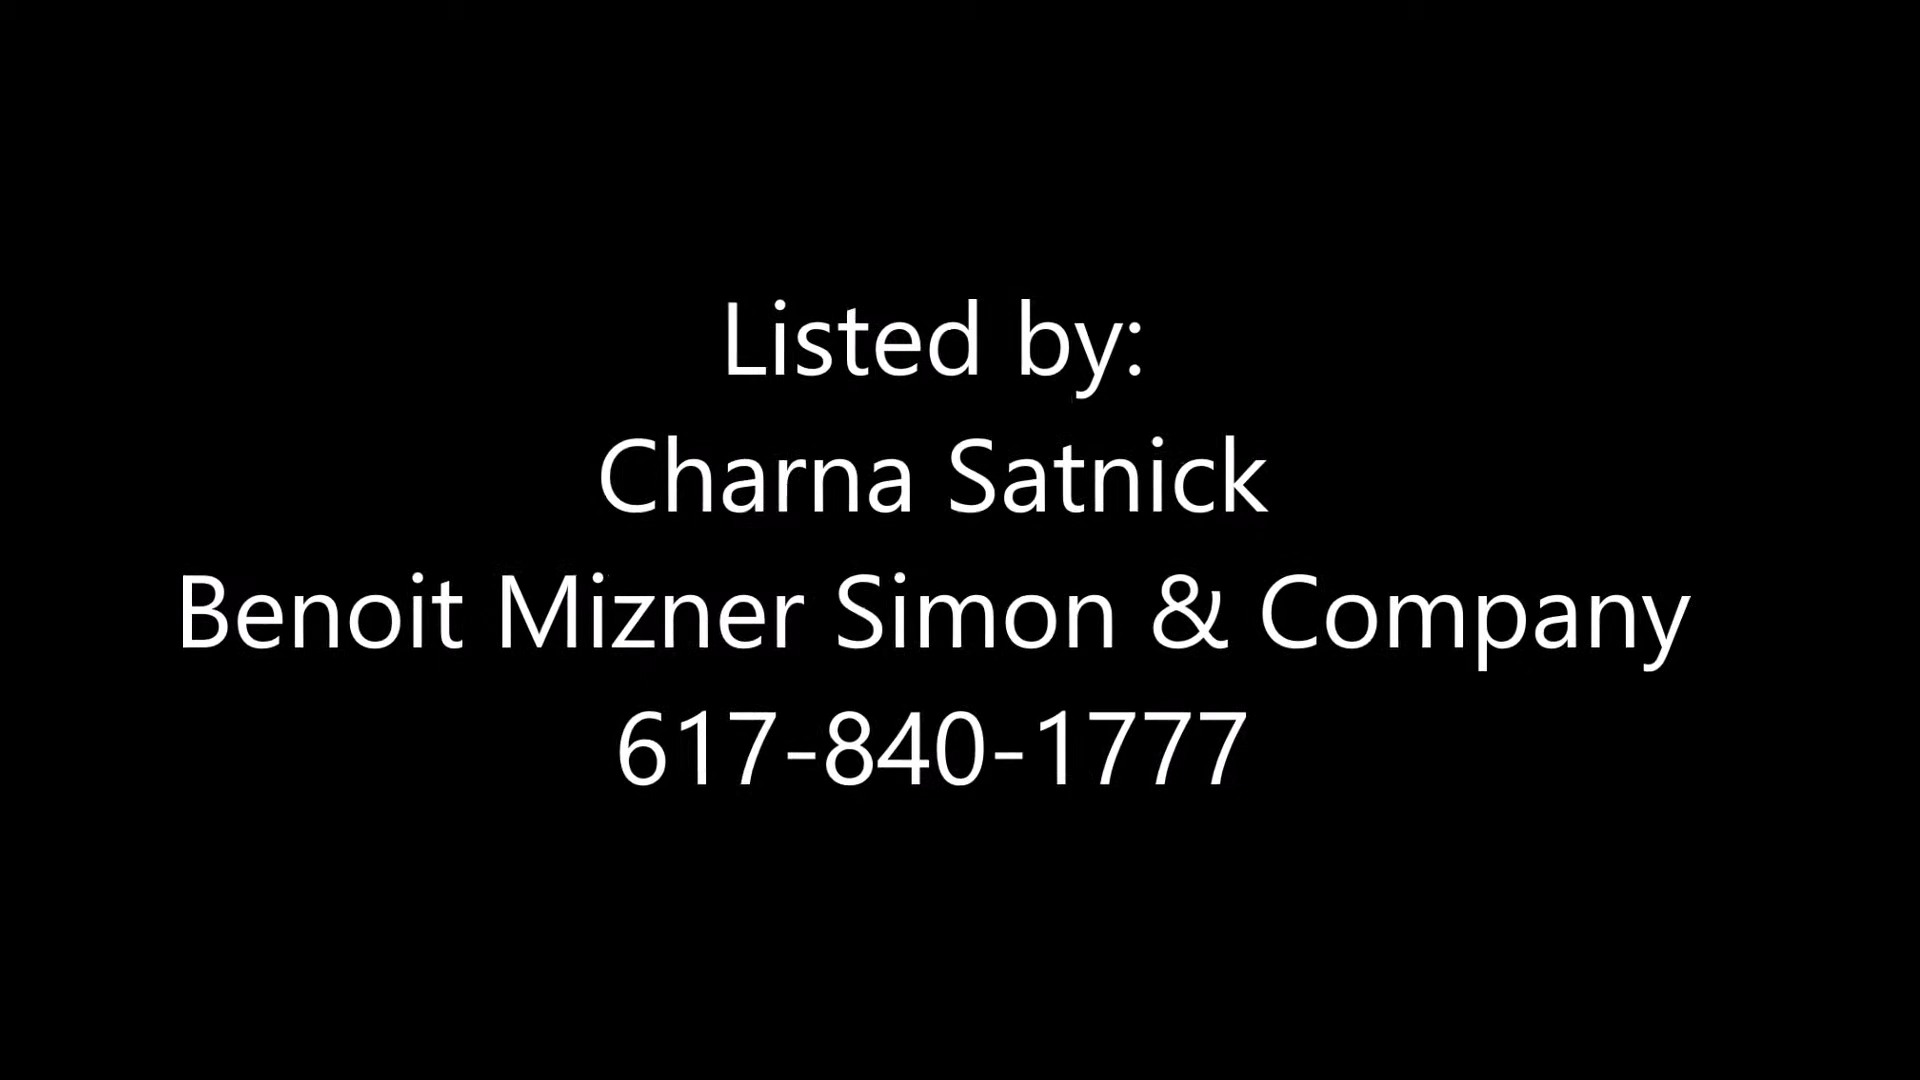 Listed by:
Charna Satnick
Benoit Mizner Simon & Company
617-840-1777